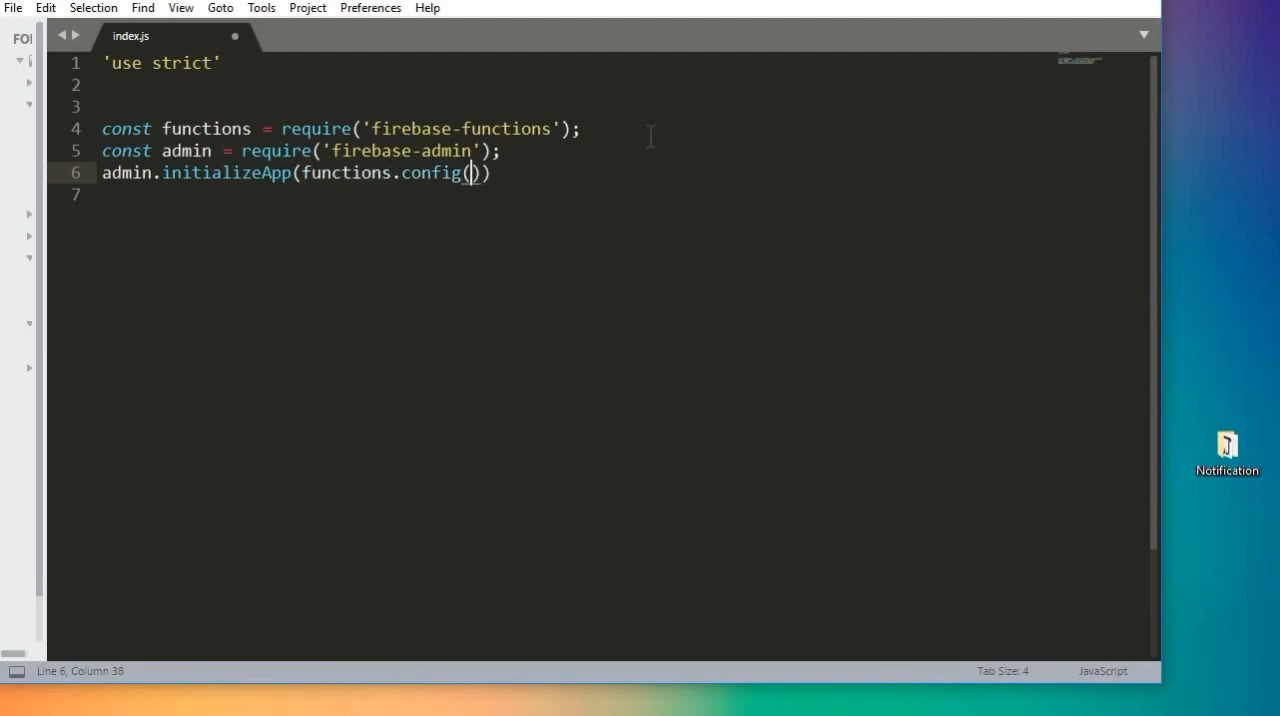 File Edit Selection Find View Goto Tools Project Preferences Help
FOI
index.js
1 'use strict'
2
3
4 const functions = require('firebase-functions');
5 const admin = require('firebase-admin');
6 admin.initializeApp(functions.config())
7
Notification
Line 6, Column 38 Tab Size: 4 JavaScript